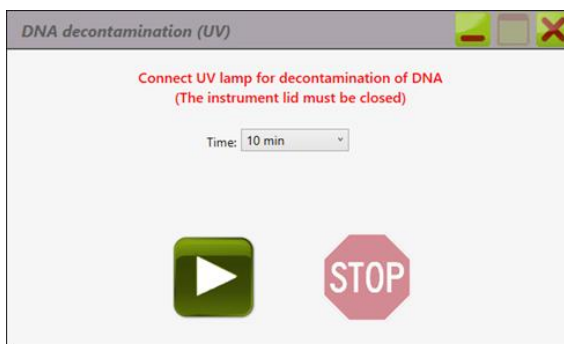 DNA decontamination (UV)
Connect UV lamp for decontamination of DNA
(The instrument lid must be closed)
Time: 10 min
STOP